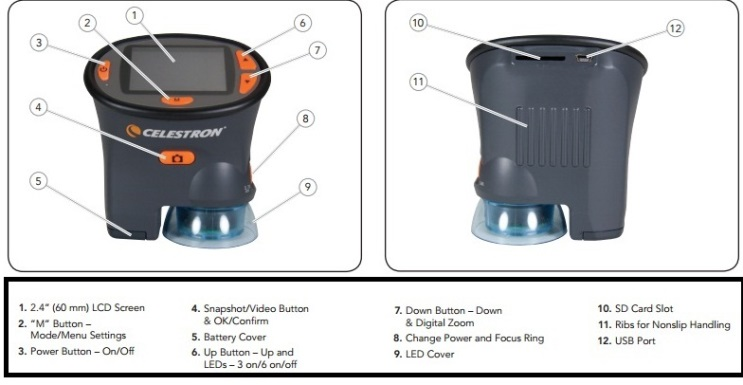 1
2
3
4
5
6
7
8
9
10
11
12
CELESTRON
1. 2.4" (60 mm) LCD Screen
2. "M" Button –
Mode/Menu Settings
3. Power Button – On/Off
4. Snapshot/Video Button
& OK/Confirm
5. Battery Cover
6. Up Button – Up and
LEDs – 3 on/6 on/off
7. Down Button – Down
& Digital Zoom
8. Change Power and Focus Ring
9. LED Cover
10. SD Card Slot
11. Ribs for Nonslip Handling
12. USB Port